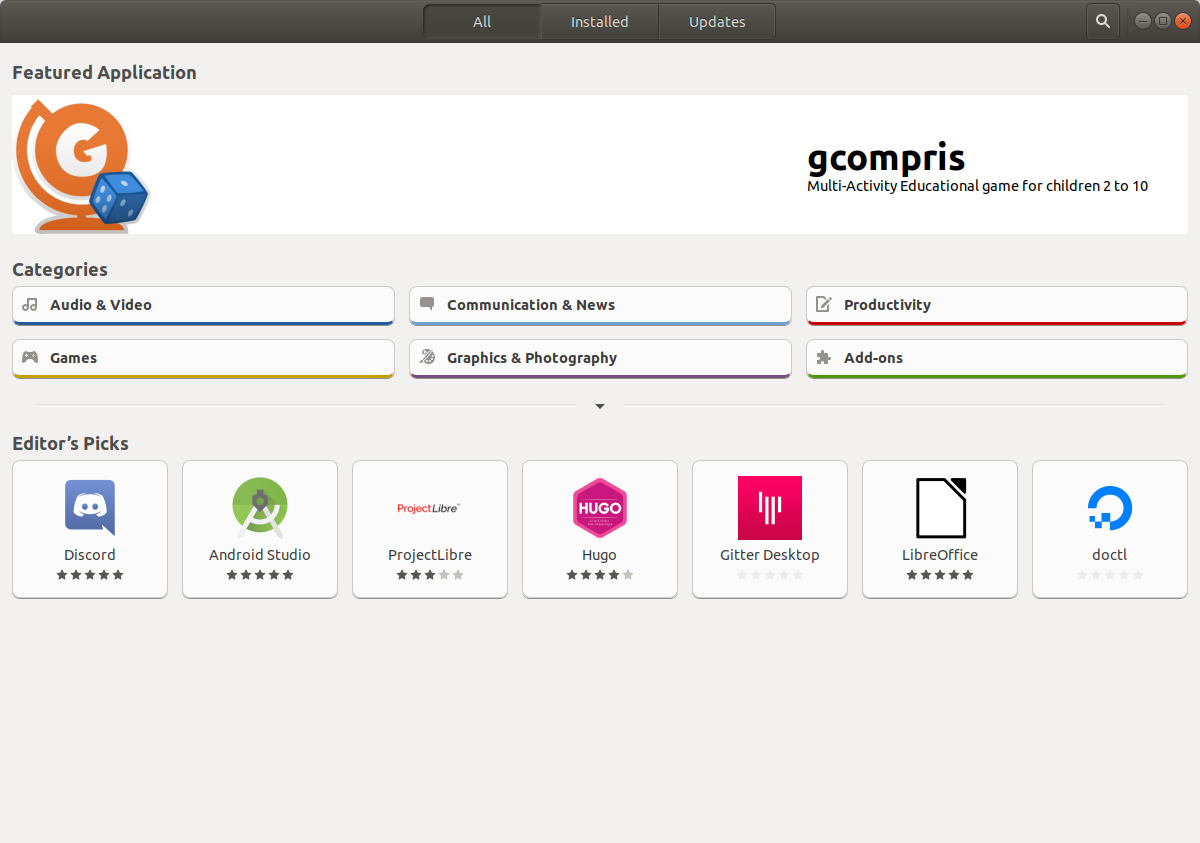 All
Installed
Updates
Featured Application
gcompris
Multi-Activity Educational game for children 2 to 10
Categories
Audio & Video
Communication & News
Productivity
Games
Graphics & Photography
Add-ons
Editor’s Picks
ProjectLibre
HUGO
Discord
Android Studio
ProjectLibre
Hugo
Gitter Desktop
LibreOffice
doctl